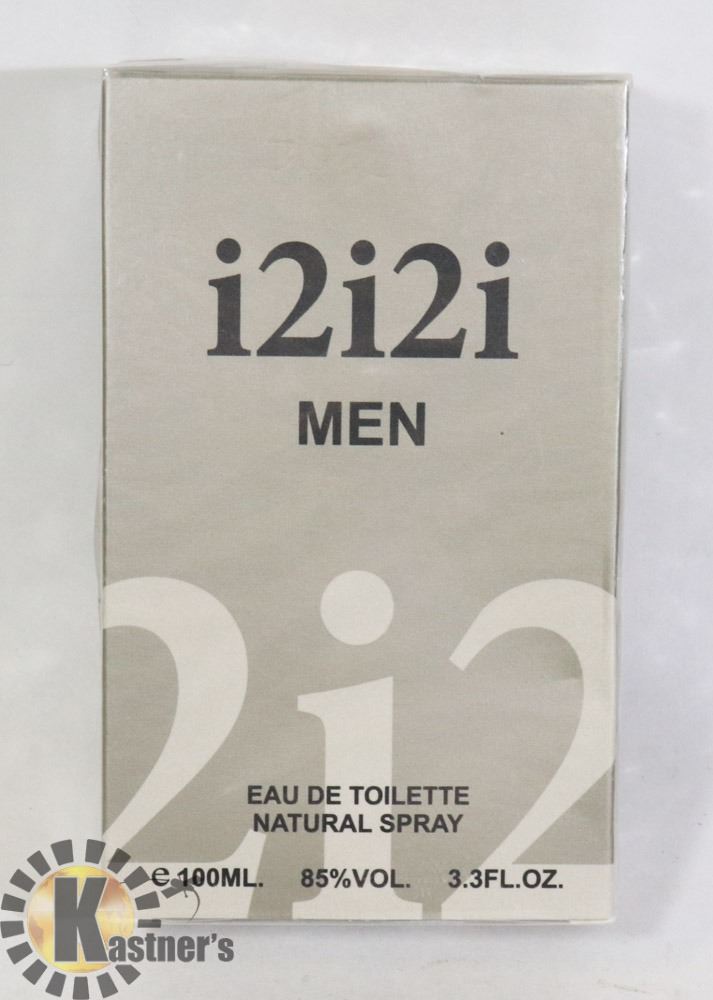 i2i2i
MEN
2i2
EAU DE TOILETTE
NATURAL SPRAY
℮ 100ML. 85%VOL. 3.3FL.OZ.
Kastner's